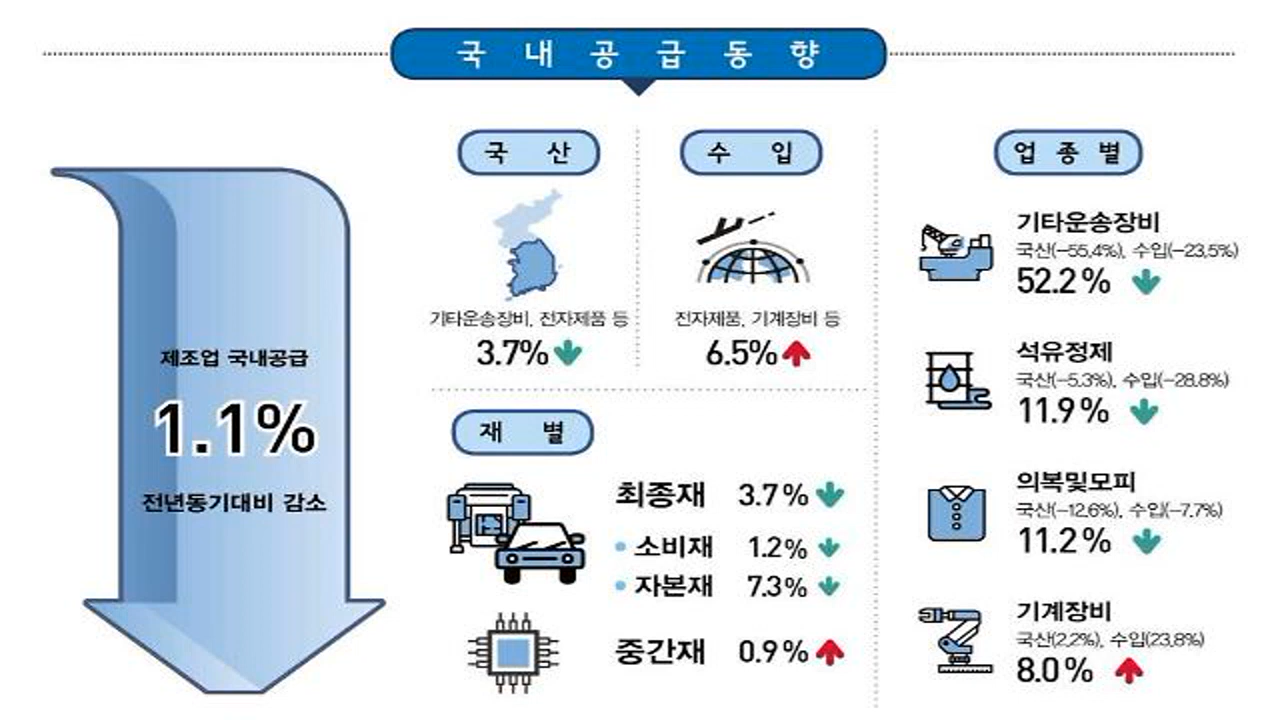 국내공급동향
제조업 국내공급
1.1%
전년동기대비 감소
국 산
기타운송장비, 전자제품 등
3.7%
수 입
전자제품, 기계장비 등
6.5%
재 별
최종재 3.7%
• 소비재 1.2%
• 자본재 7.3%
중간재 0.9%
업 종 별
기타운송장비
국산(-55.4%), 수입(-23.5%)
52.2%
석유정제
국산(-5.3%), 수입(-28.8%)
11.9%
의복및모피
국산(-12.6%), 수입(-7.7%)
11.2%
기계장비
국산(2.2%), 수입(23.8%)
8.0%